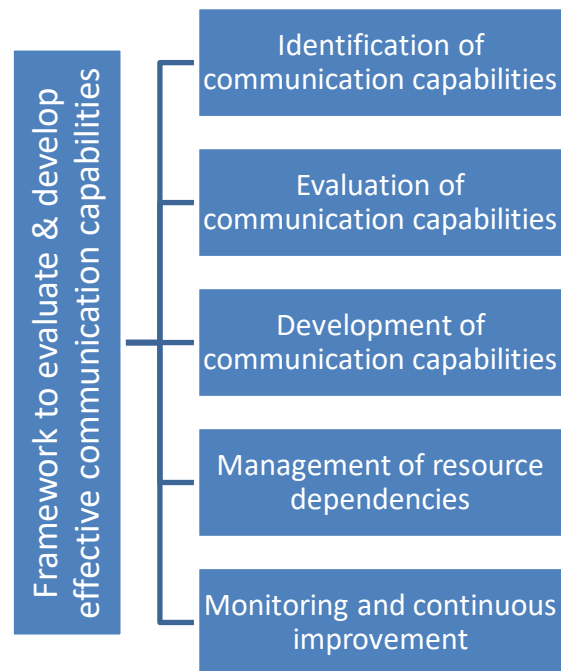 Framework to evaluate & develop
effective communication capabilities
Identification of
communication capabilities
Evaluation of
communication capabilities
Development of
communication capabilities
Management of resource
dependencies
Monitoring and continuous
improvement